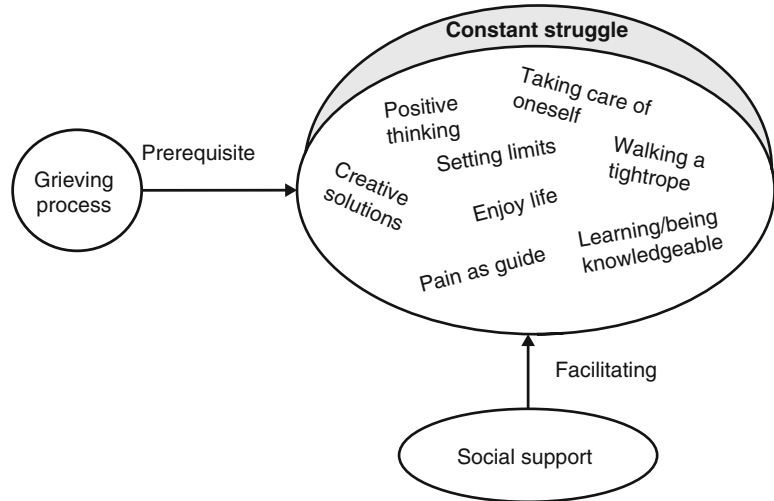 Constant struggle
Positive
thinking
Taking care of
oneself
Setting limits
Walking a
tightrope
Creative
solutions
Enjoy life
Learning/being
knowledgeable
Pain as guide
Prerequisite
Grieving
process
Facilitating
Social support